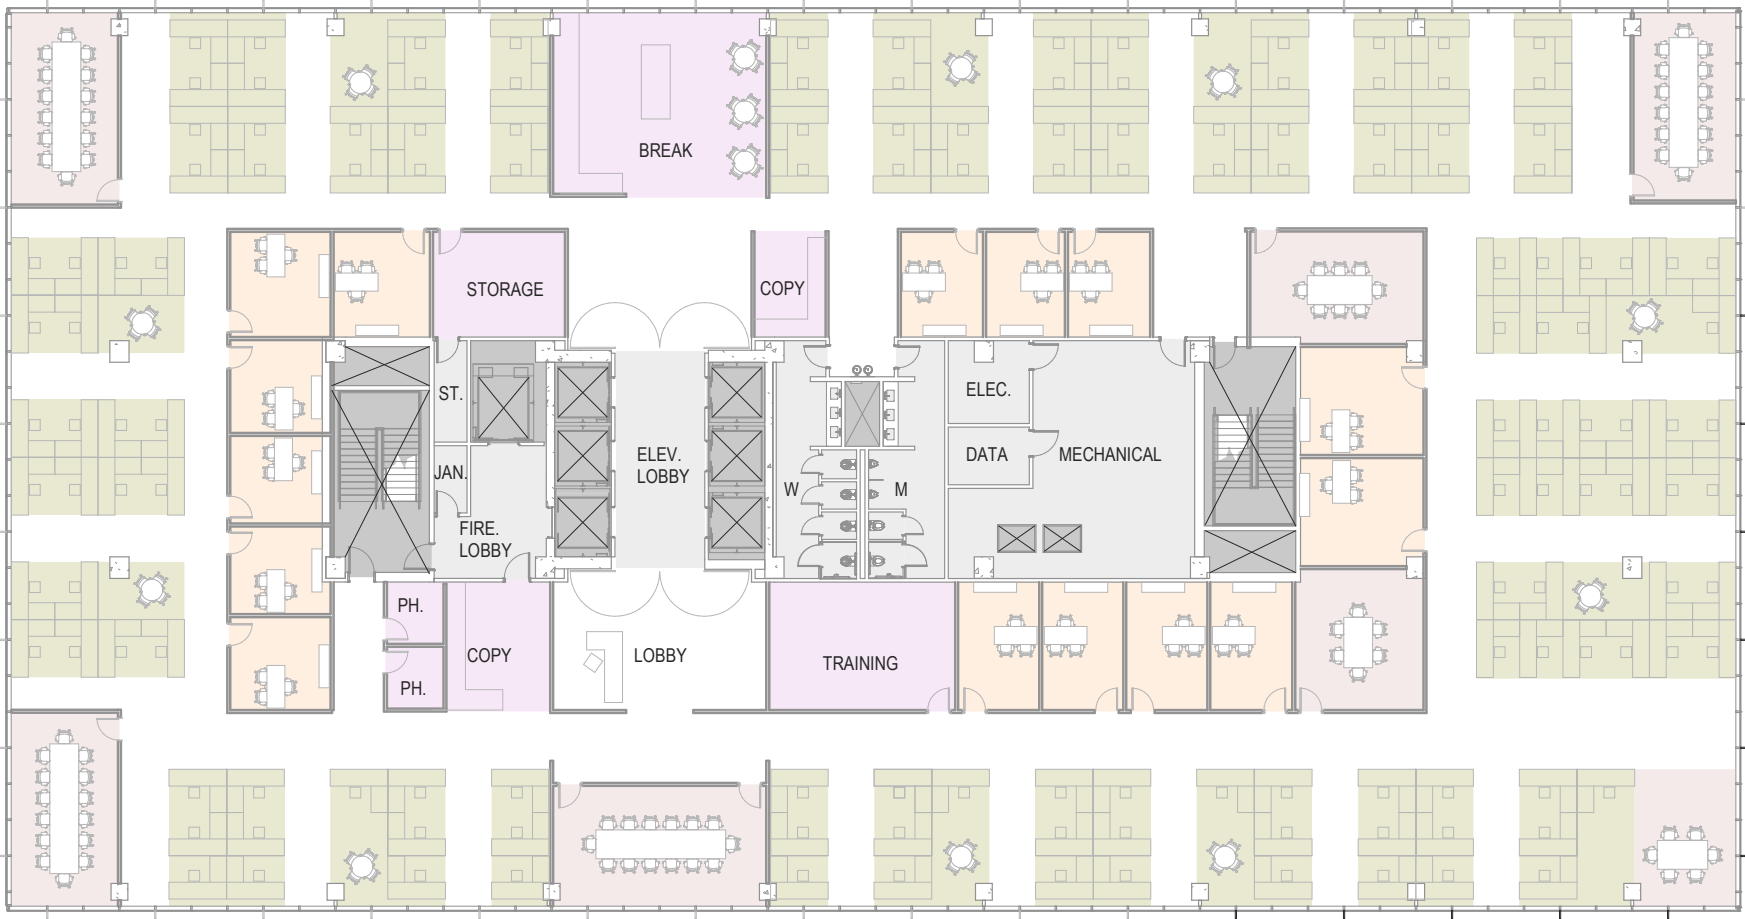 BREAK
STORAGE
COPY
ST.
ELEC.
ELEV.
LOBBY
DATA
MECHANICAL
JAN.
W
M
FIRE.
LOBBY
PH.
COPY
LOBBY
TRAINING
PH.